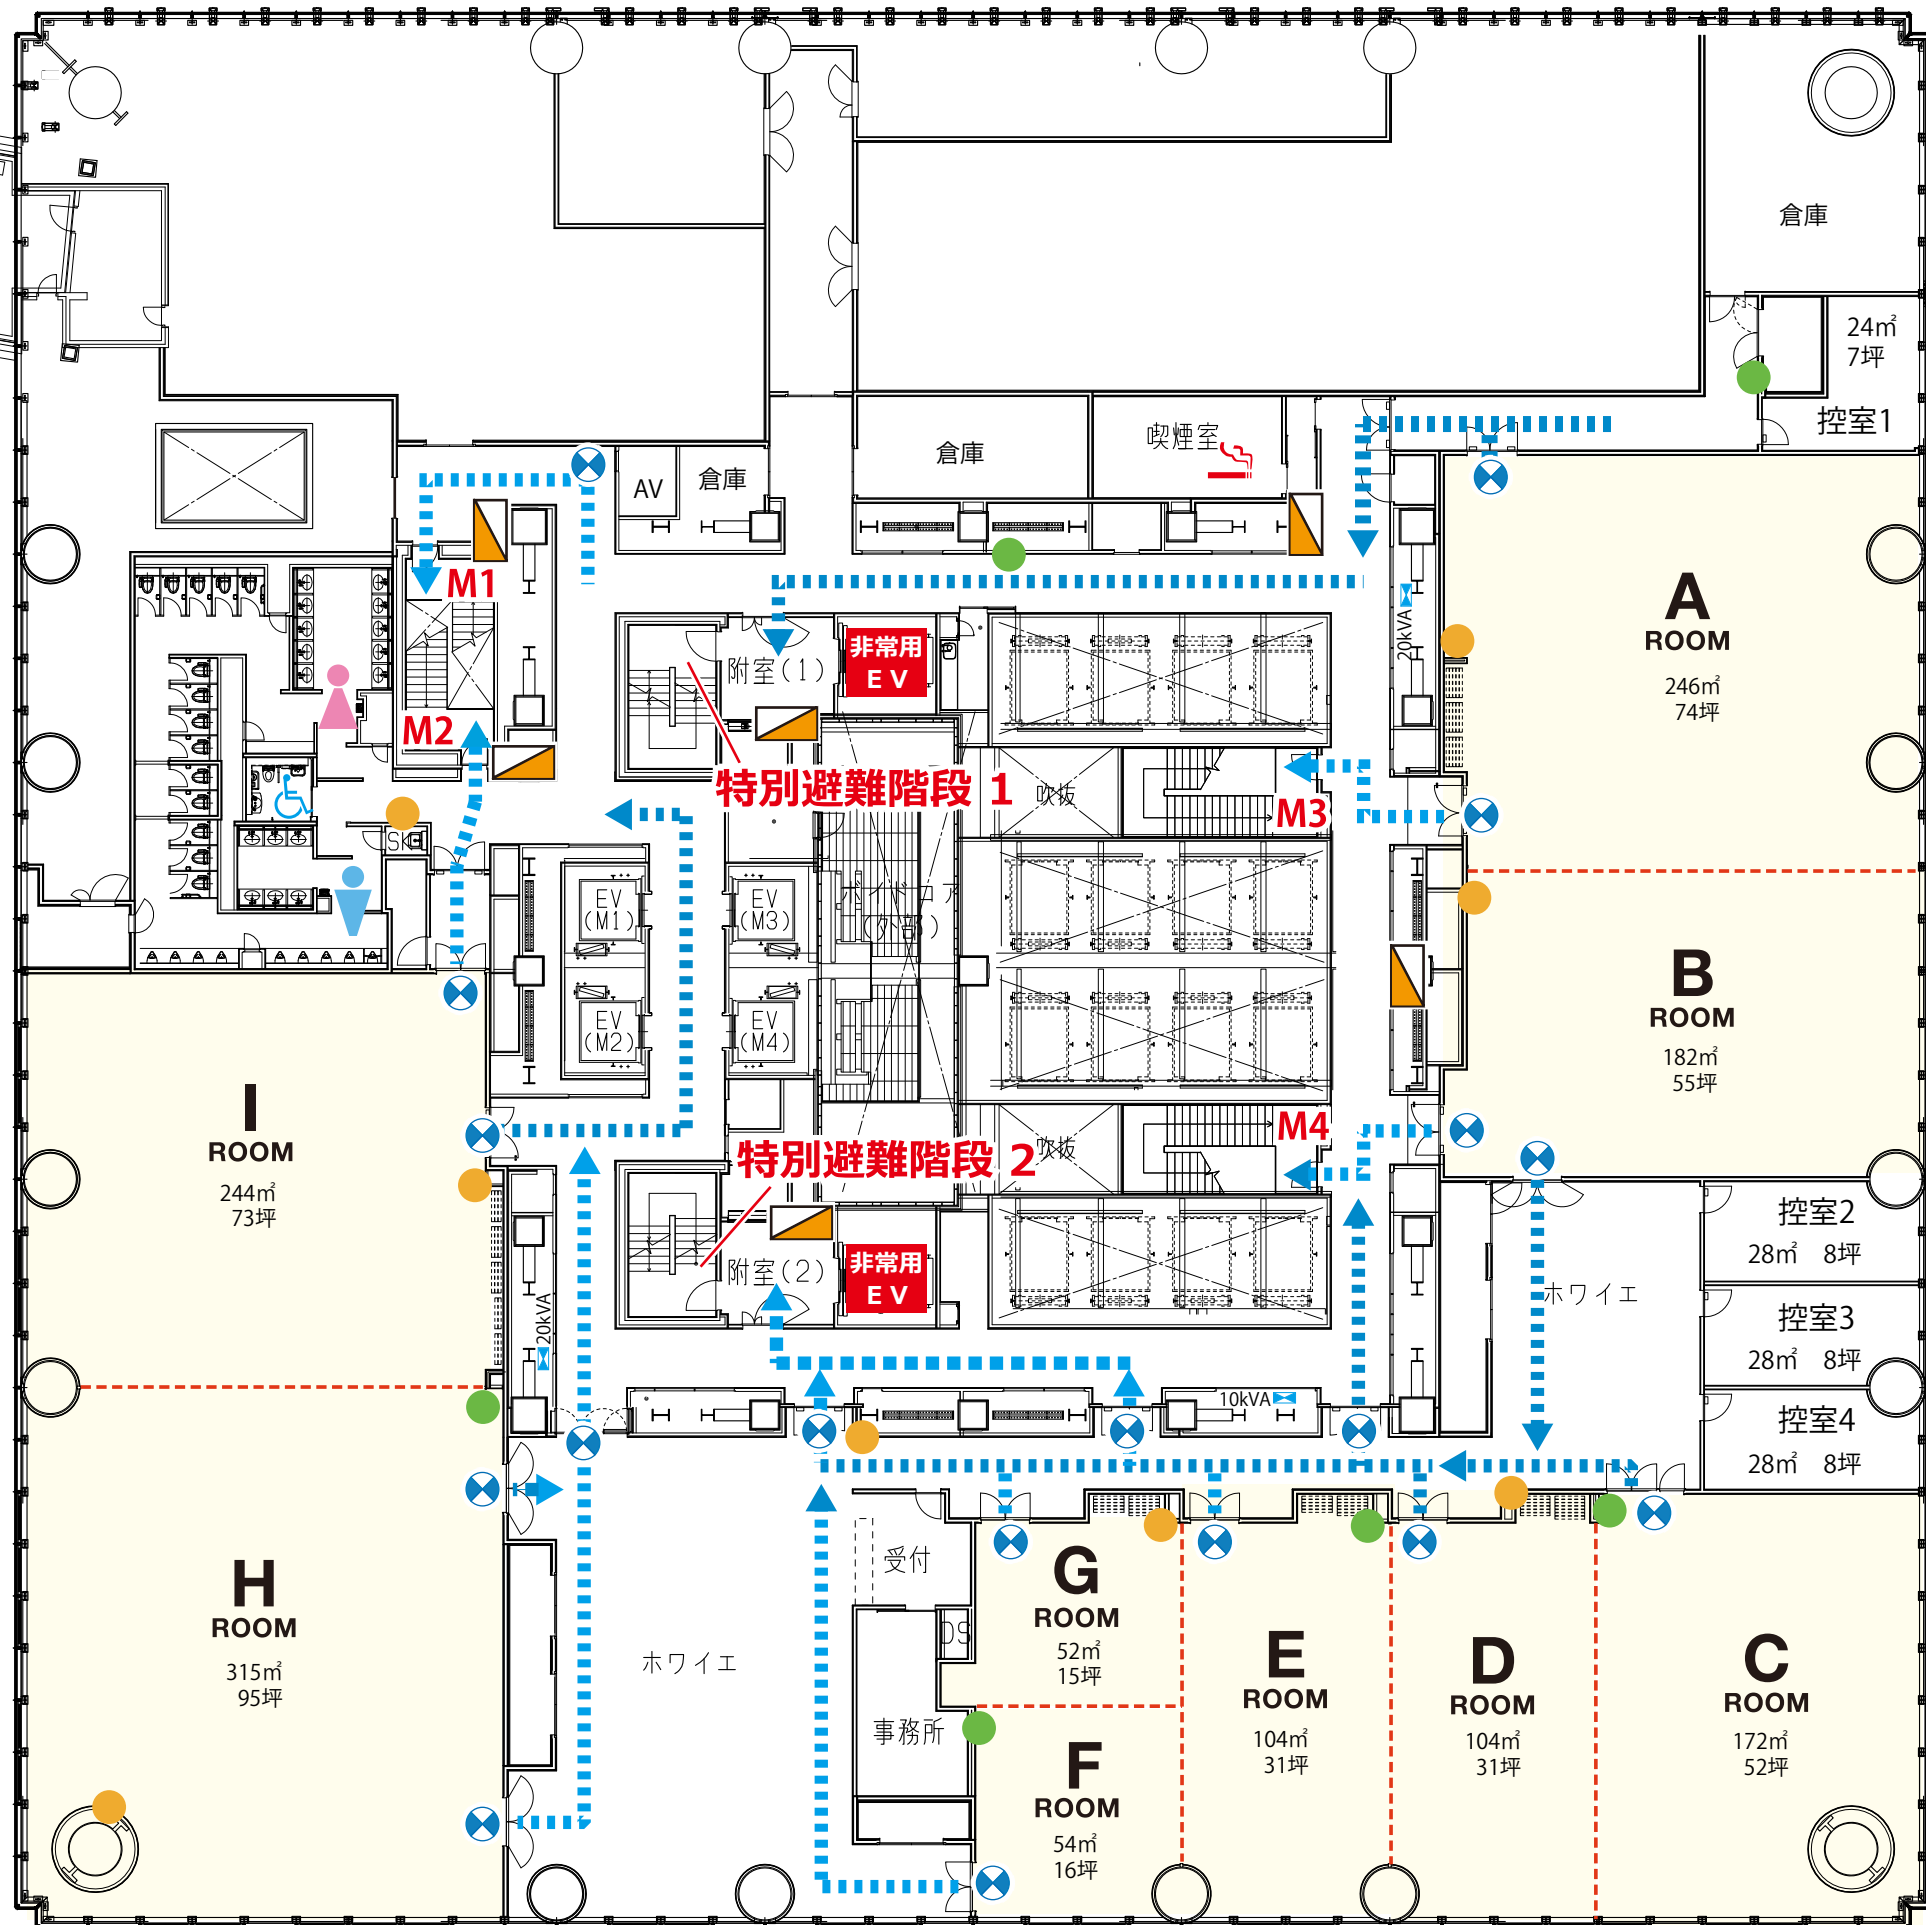 倉庫
24㎡
7坪
控室1
喫煙室
倉庫
AV
倉庫
M1
20kVA
A
ROOM
246㎡
74坪
附室(1)
非常用
EV
M2
特別避難階段 1
吹抜
M3
SK
EV
(M1)
EV
(M3)
ボイドコア
(外部)
B
ROOM
182㎡
55坪
EV
(M2)
EV
(M4)
I
ROOM
244㎡
73坪
特別避難階段 2
吹抜
M4
附室(2)
非常用
EV
ホワイエ
控室2
28㎡ 8坪
控室3
28㎡ 8坪
控室4
28㎡ 8坪
20kVA
10kVA
H
ROOM
315㎡
95坪
ホワイエ
受付
DS
事務所
G
ROOM
52㎡
15坪
F
ROOM
54㎡
16坪
E
ROOM
104㎡
31坪
D
ROOM
104㎡
31坪
C
ROOM
172㎡
52坪